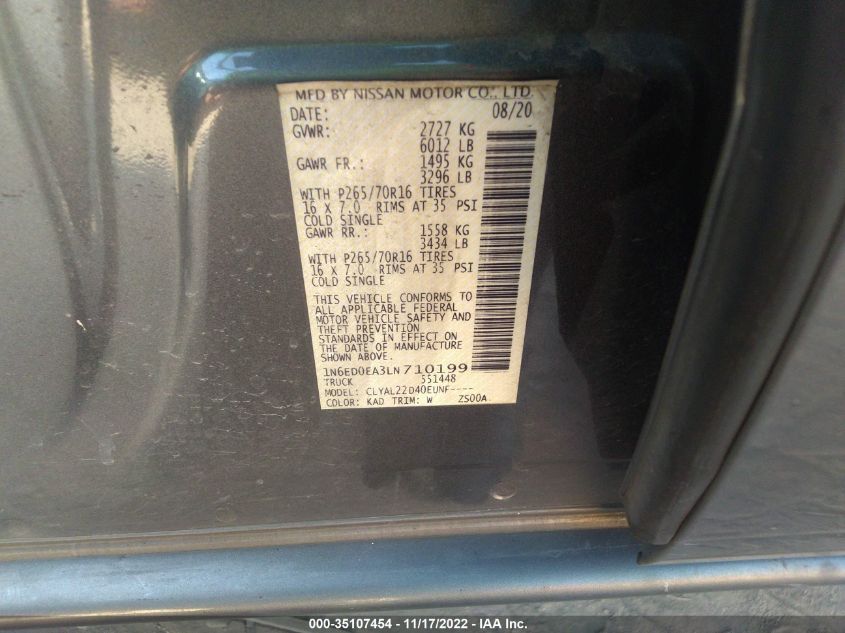 MFD BY NISSAN MOTOR CO., LTD.
DATE: 08/20
GVWR: 2727 KG
6012 LB
GAWR FR.: 1495 KG
3296 LB
WITH P265/70R16 TIRES
16 X 7.0 RIMS AT 35 PSI
COLD SINGLE
GAWR RR.: 1558 KG
3434 LB
WITH P265/70R16 TIRES
16 X 7.0 RIMS AT 35 PSI
COLD SINGLE
THIS VEHICLE CONFORMS TO
ALL APPLICABLE FEDERAL
MOTOR VEHICLE SAFETY AND
THEFT PREVENTION
STANDARDS IN EFFECT ON
THE DATE OF MANUFACTURE
SHOWN ABOVE.
1N6ED0EA3LN710199
TRUCK 551448
MODEL: CLYAL22D40EUNF----
COLOR: KAD TRIM: W ZS00A
000-35107454 - 11/17/2022 - IAA Inc.